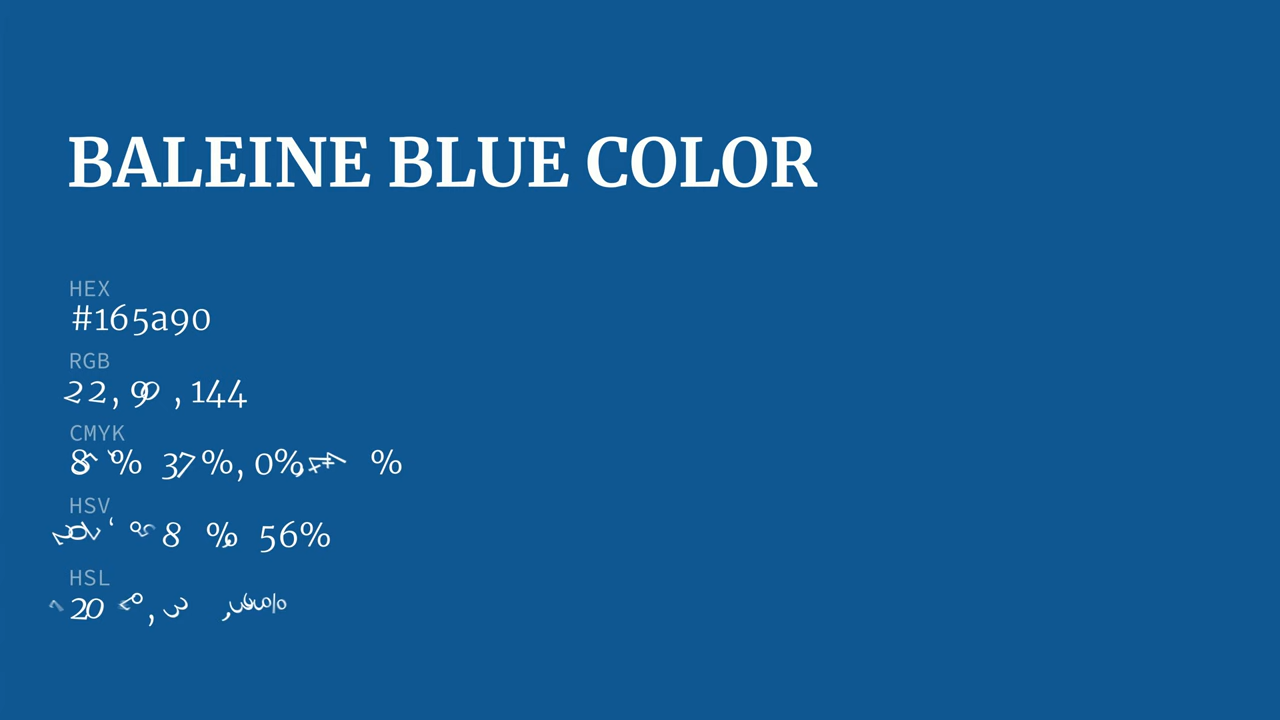 BALEINE BLUE COLOR
HEX
#165a90
RGB
22, 90, 144
CMYK
37%, 0%, %
HSV
56%
HSL